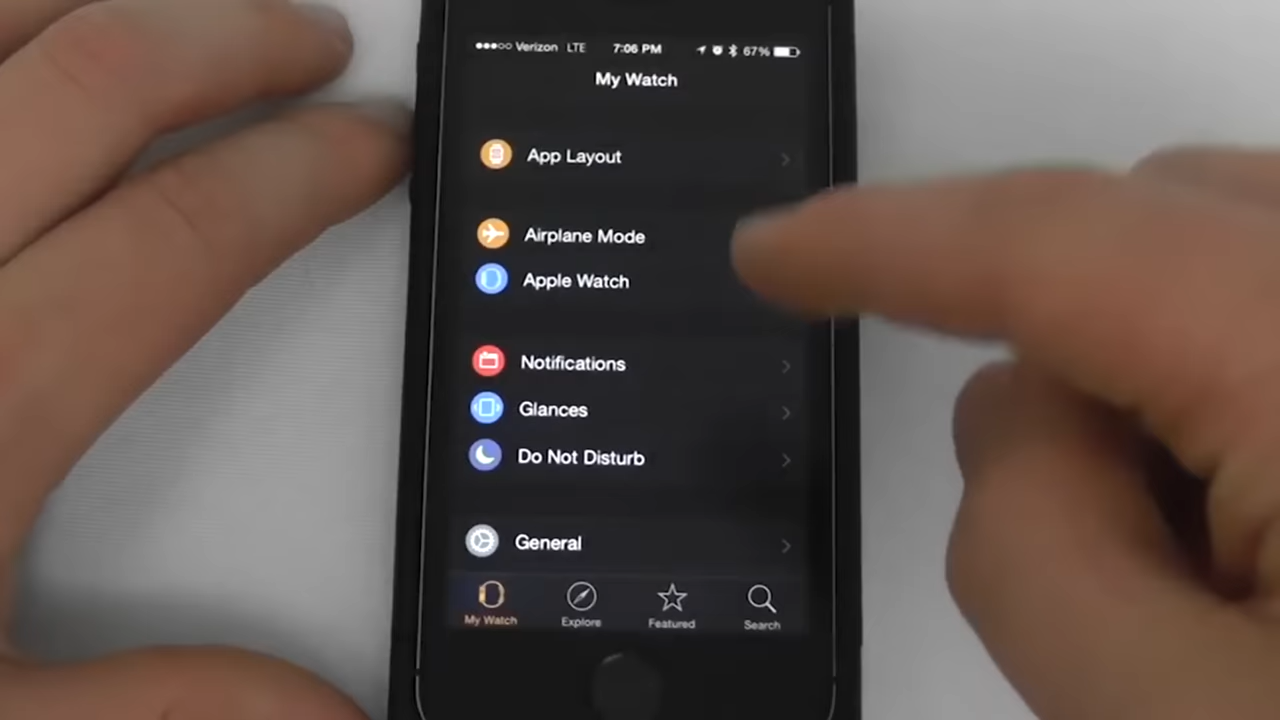 Verizon LTE 7:06 PM 67%
My Watch
App Layout
Airplane Mode
Apple Watch
Notifications
Glances
Do Not Disturb
General
My Watch Explore Featured Search